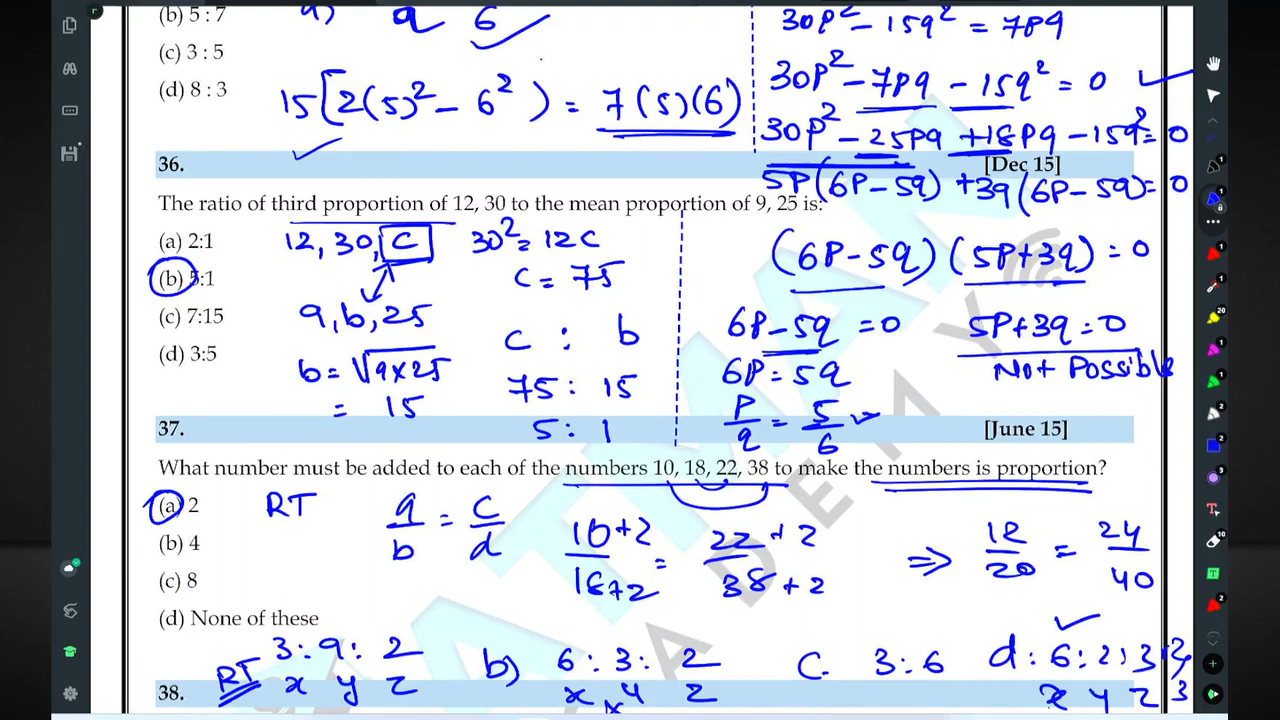 (b) 5 : 7
(c) 3 : 5
(d) 8 : 3
a) q 6
15[2(5)² - 6²) = 7(5)(6)
30P² - 15q² = 7Pq
30P² - 7Pq - 15q² = 0
30P² - 25Pq + 18Pq - 15q² = 0
5P(6P - 5q) + 3q(6P - 5q) = 0
(6P - 5q) (5P + 3q) = 0
6P - 5q = 0 5P + 3q = 0
6P = 5q Not Possible
P/q = 5/6
36. [Dec 15]
The ratio of third proportion of 12, 30 to the mean proportion of 9, 25 is:
(a) 2:1
(b) 5:1
(c) 7:15
(d) 3:5
12, 30, C 30² = 12C
C = 75
9, b, 25
b = √9×25
= 15
C : b
75 : 15
5 : 1
37. [June 15]
What number must be added to each of the numbers 10, 18, 22, 38 to make the numbers is proportion?
(a) 2
(b) 4
(c) 8
(d) None of these
RT a/b = c/d 10+2/18+2 = 22+2/38+2 ⇒ 12/20 = 24/40
RT 3 : 9 : 2 b) 6 : 3 : 2 C. 3 : 6 d : 6 : 2 : 3
x y z x y z x y z
38.